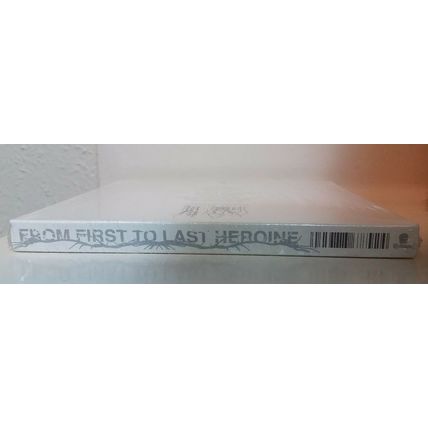 FROM FIRST TO LAST HEROINE